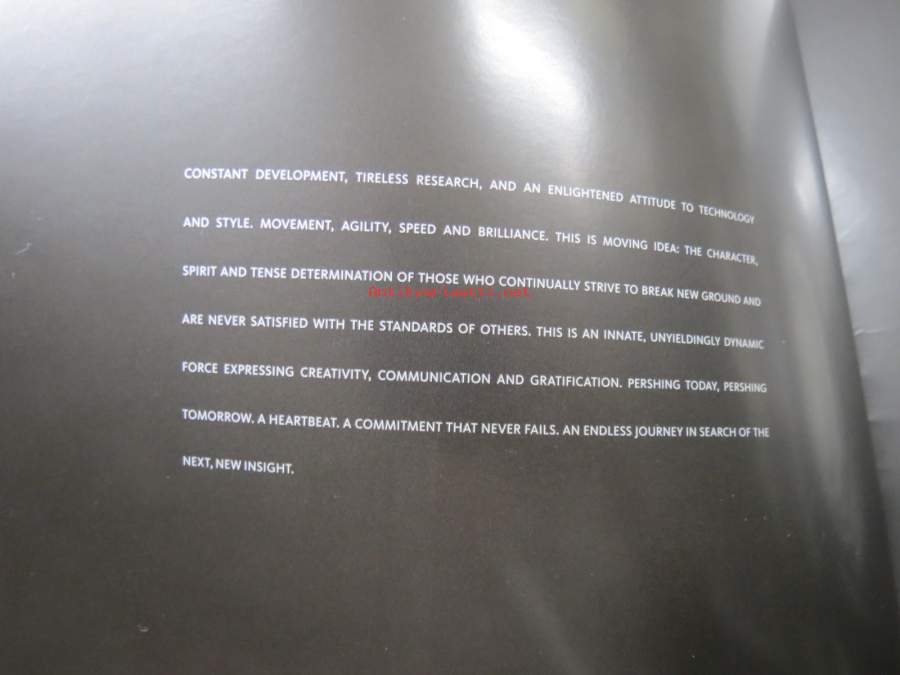 CONSTANT DEVELOPMENT, TIRELESS RESEARCH, AND AN ENLIGHTENED ATTITUDE TO TECHNOLOGY
AND STYLE. MOVEMENT, AGILITY, SPEED AND BRILLIANCE. THIS IS MOVING IDEA: THE CHARACTER,
SPIRIT AND TENSE DETERMINATION OF THOSE WHO CONTINUALLY STRIVE TO BREAK NEW GROUND AND
Antikvariaatti.net
ARE NEVER SATISFIED WITH THE STANDARDS OF OTHERS. THIS IS AN INNATE, UNYIELDINGLY DYNAMIC
FORCE EXPRESSING CREATIVITY, COMMUNICATION AND GRATIFICATION. PERSHING TODAY, PERSHING
TOMORROW. A HEARTBEAT. A COMMITMENT THAT NEVER FAILS. AN ENDLESS JOURNEY IN SEARCH OF THE
NEXT, NEW INSIGHT.